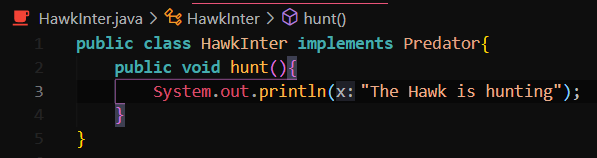 HawkInter.java > HawkInter > hunt()
1 public class HawkInter implements Predator{
2 public void hunt(){
3 System.out.println(x: "The Hawk is hunting");
4 }
5 }